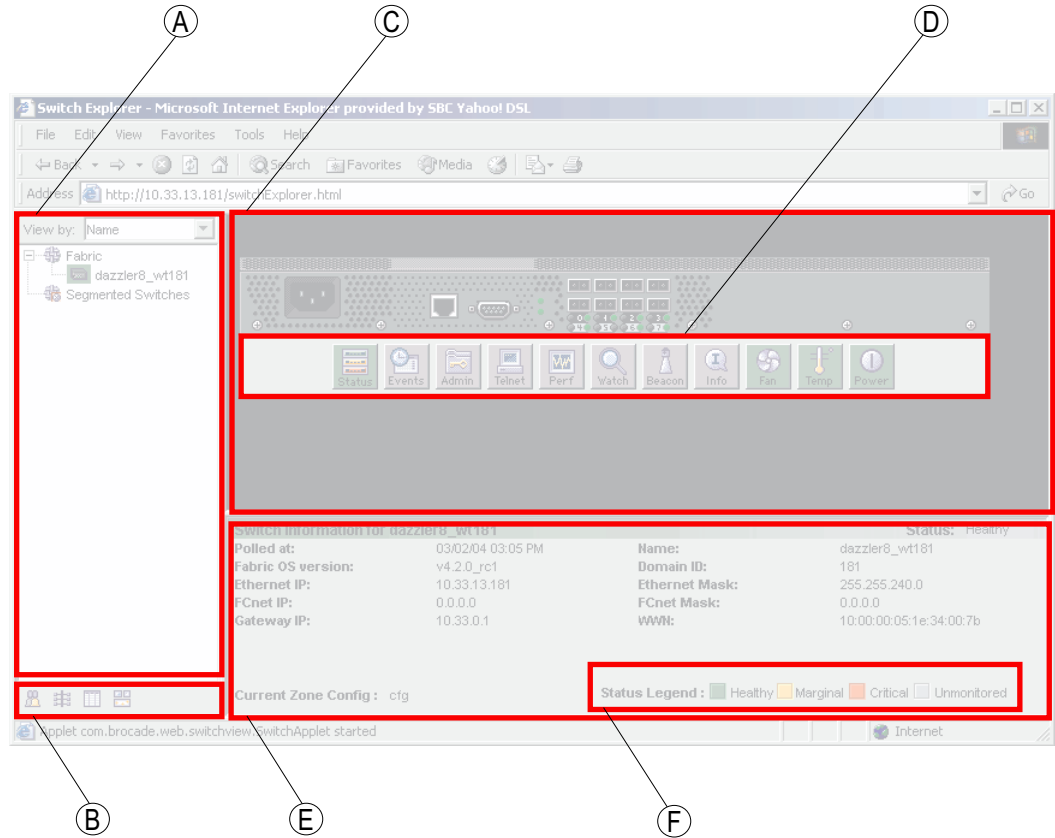 A
C
D
Switch Explorer - Microsoft Internet Explorer provided by SBC Yahoo! DSL
File Edit View Favorites Tools Help
Back Search Favorites Media
Address http://10.33.13.181/switchExplorer.html Go
View by: Name
Fabric
dazzler8_wt181
Segmented Switches
0 1 2 3
Status Events Admin Telnet Perf Watch Beacon Info Fan Temp Power
Switch Information for dazzler8_wt181 Status: Healthy
Polled at: 03/02/04 03:05 PM Name: dazzler8_wt181
Fabric OS version: v4.2.0_rc1 Domain ID: 181
Ethernet IP: 10.33.13.181 Ethernet Mask: 255.255.240.0
FCnet IP: 0.0.0.0 FCnet Mask: 0.0.0.0
Gateway IP: 10.33.0.1 WWN: 10:00:00:05:1e:34:00:7b
Current Zone Config : cfg Status Legend : Healthy Marginal Critical Unmonitored
Applet com.brocade.web.switchview.SwitchApplet started Internet
B
E
F